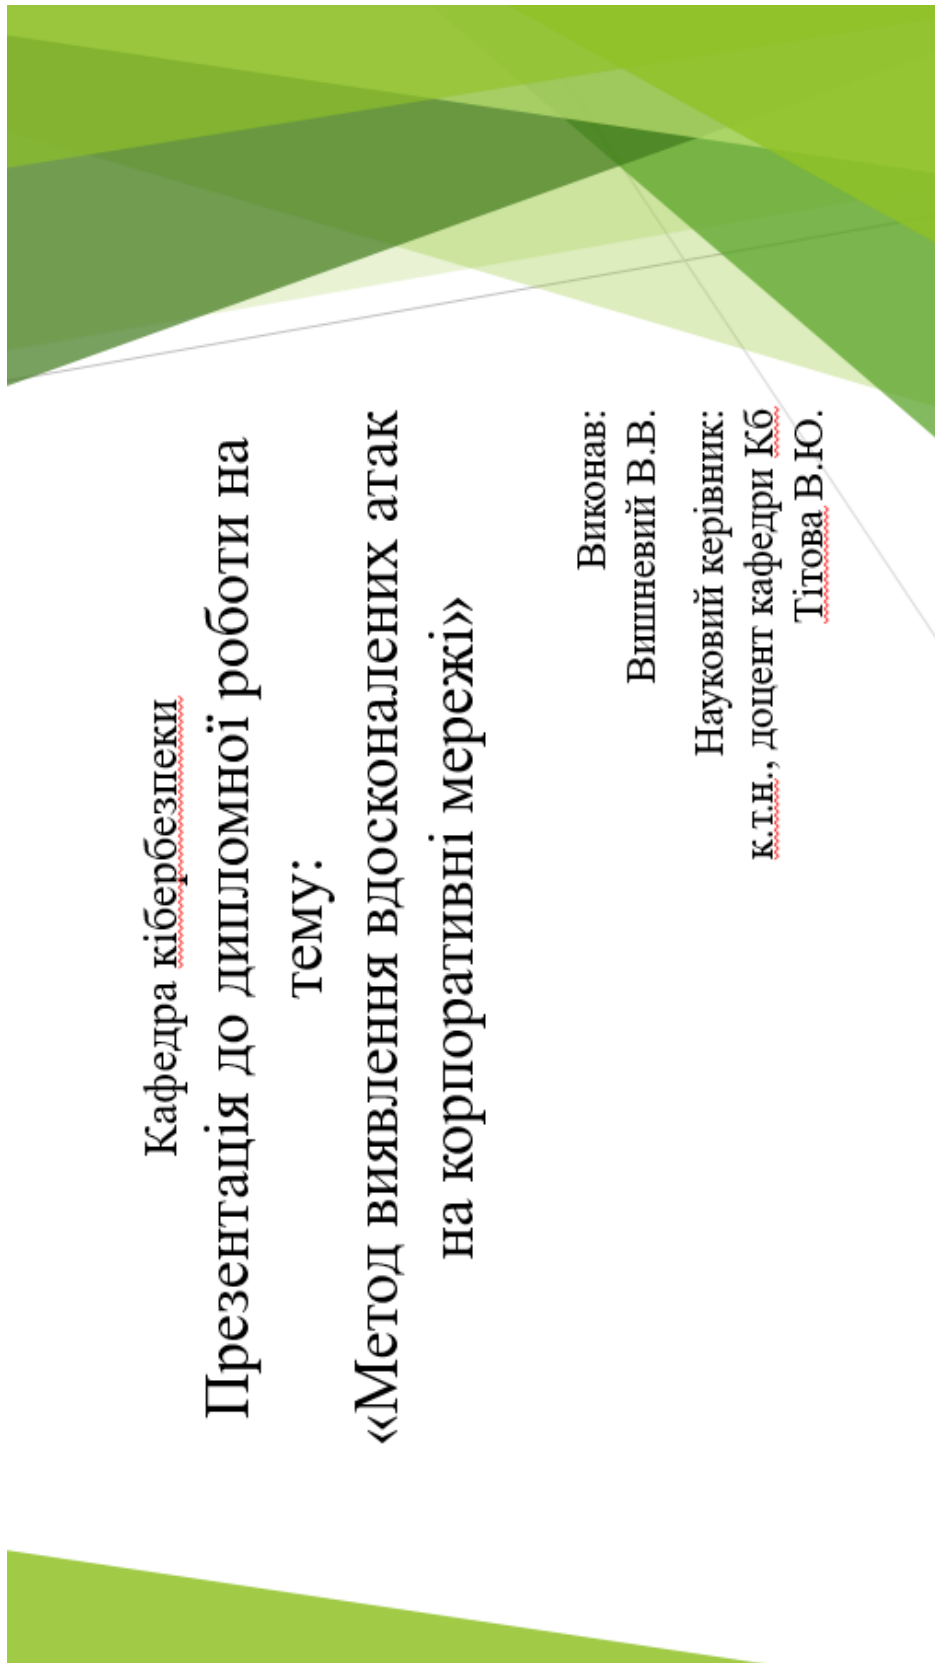 Кафедра кібербезпеки
Презентація до дипломної роботи на
тему:
«Метод виявлення вдосконалених атак
на корпоративні мережі»
Виконав:
Вишневий В.В.
Науковий керівник:
к.т.н., доцент кафедри Кб
Тітова В.Ю.